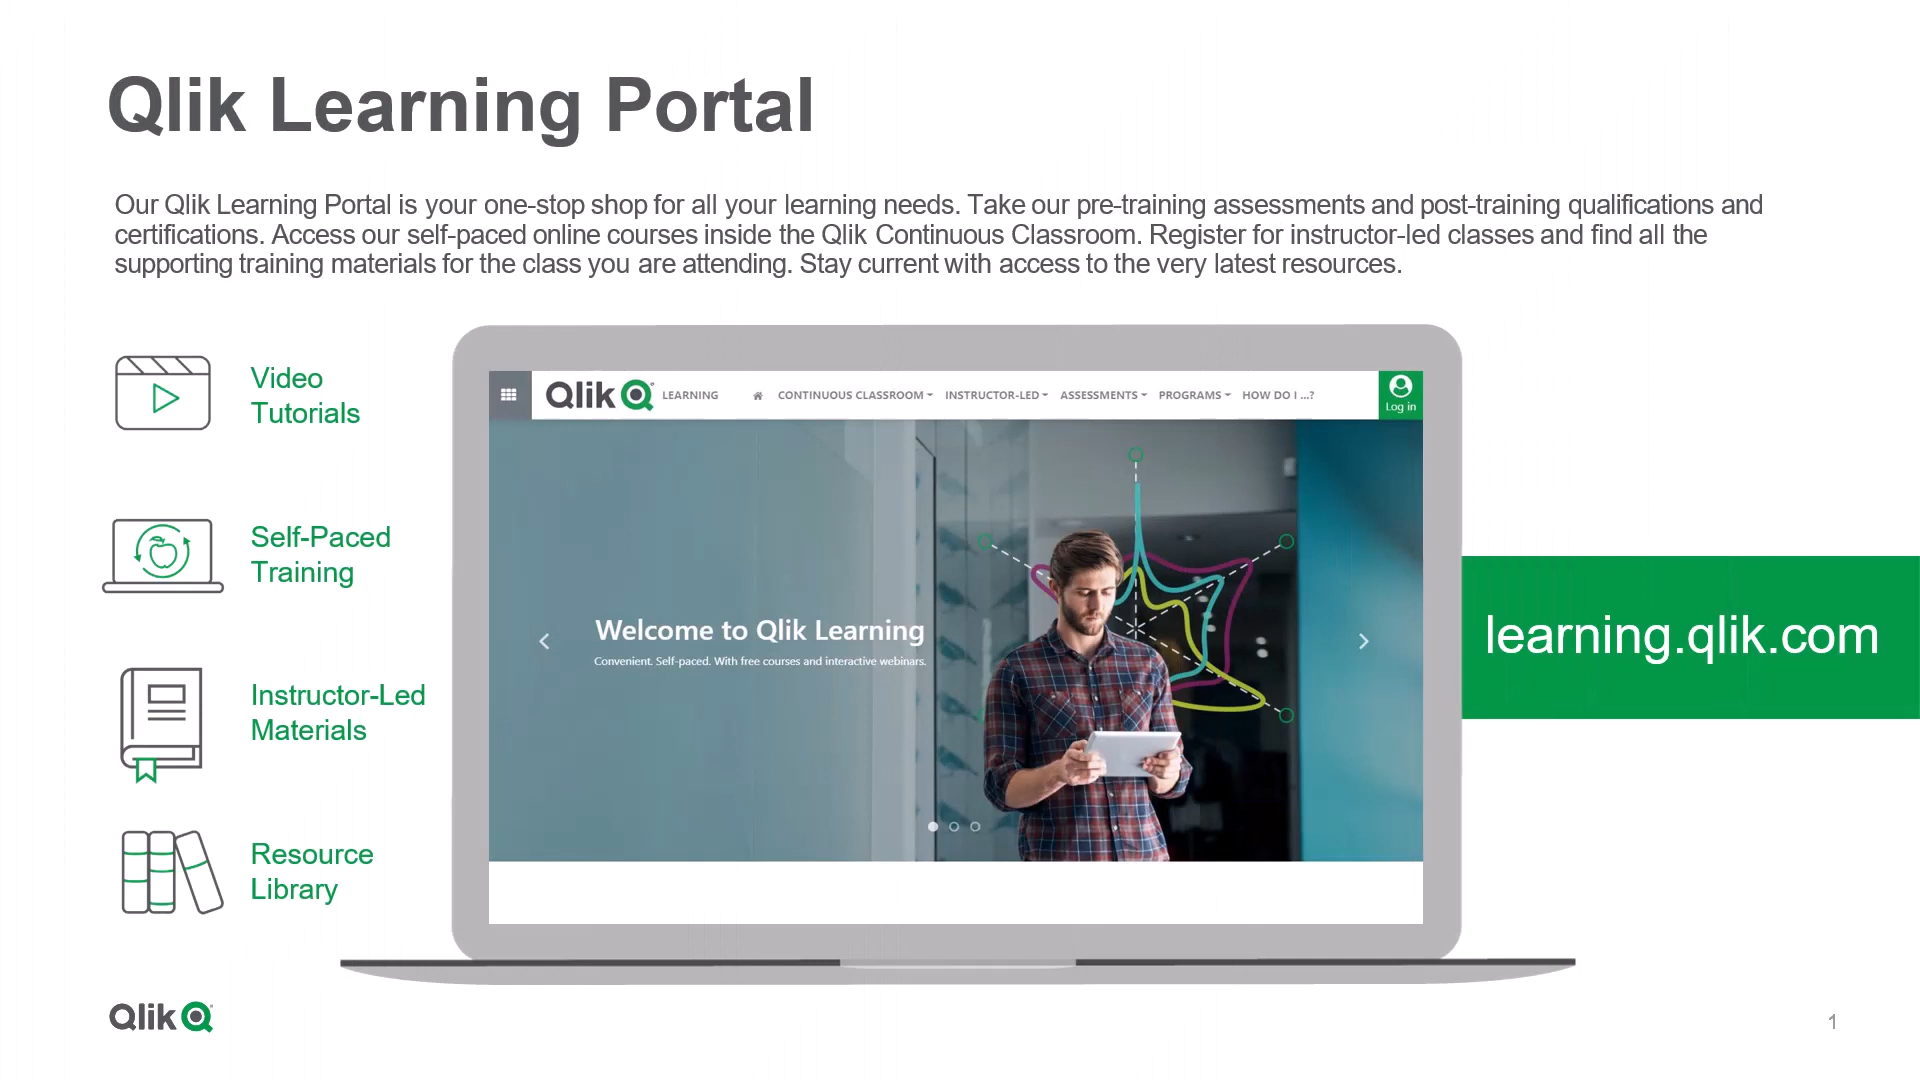 Qlik Learning Portal
Our Qlik Learning Portal is your one-stop shop for all your learning needs. Take our pre-training assessments and post-training qualifications and
certifications. Access our self-paced online courses inside the Qlik Continuous Classroom. Register for instructor-led classes and find all the
supporting training materials for the class you are attending. Stay current with access to the very latest resources.
Video
Tutorials
Self-Paced
Training
Instructor-Led
Materials
Resource
Library
Qlik LEARNING CONTINUOUS CLASSROOM INSTRUCTOR-LED ASSESSMENTS PROGRAMS HOW DO I ...?
Log in
Welcome to Qlik Learning
Convenient. Self-paced. With free courses and interactive webinars.
learning.qlik.com
Qlik
1